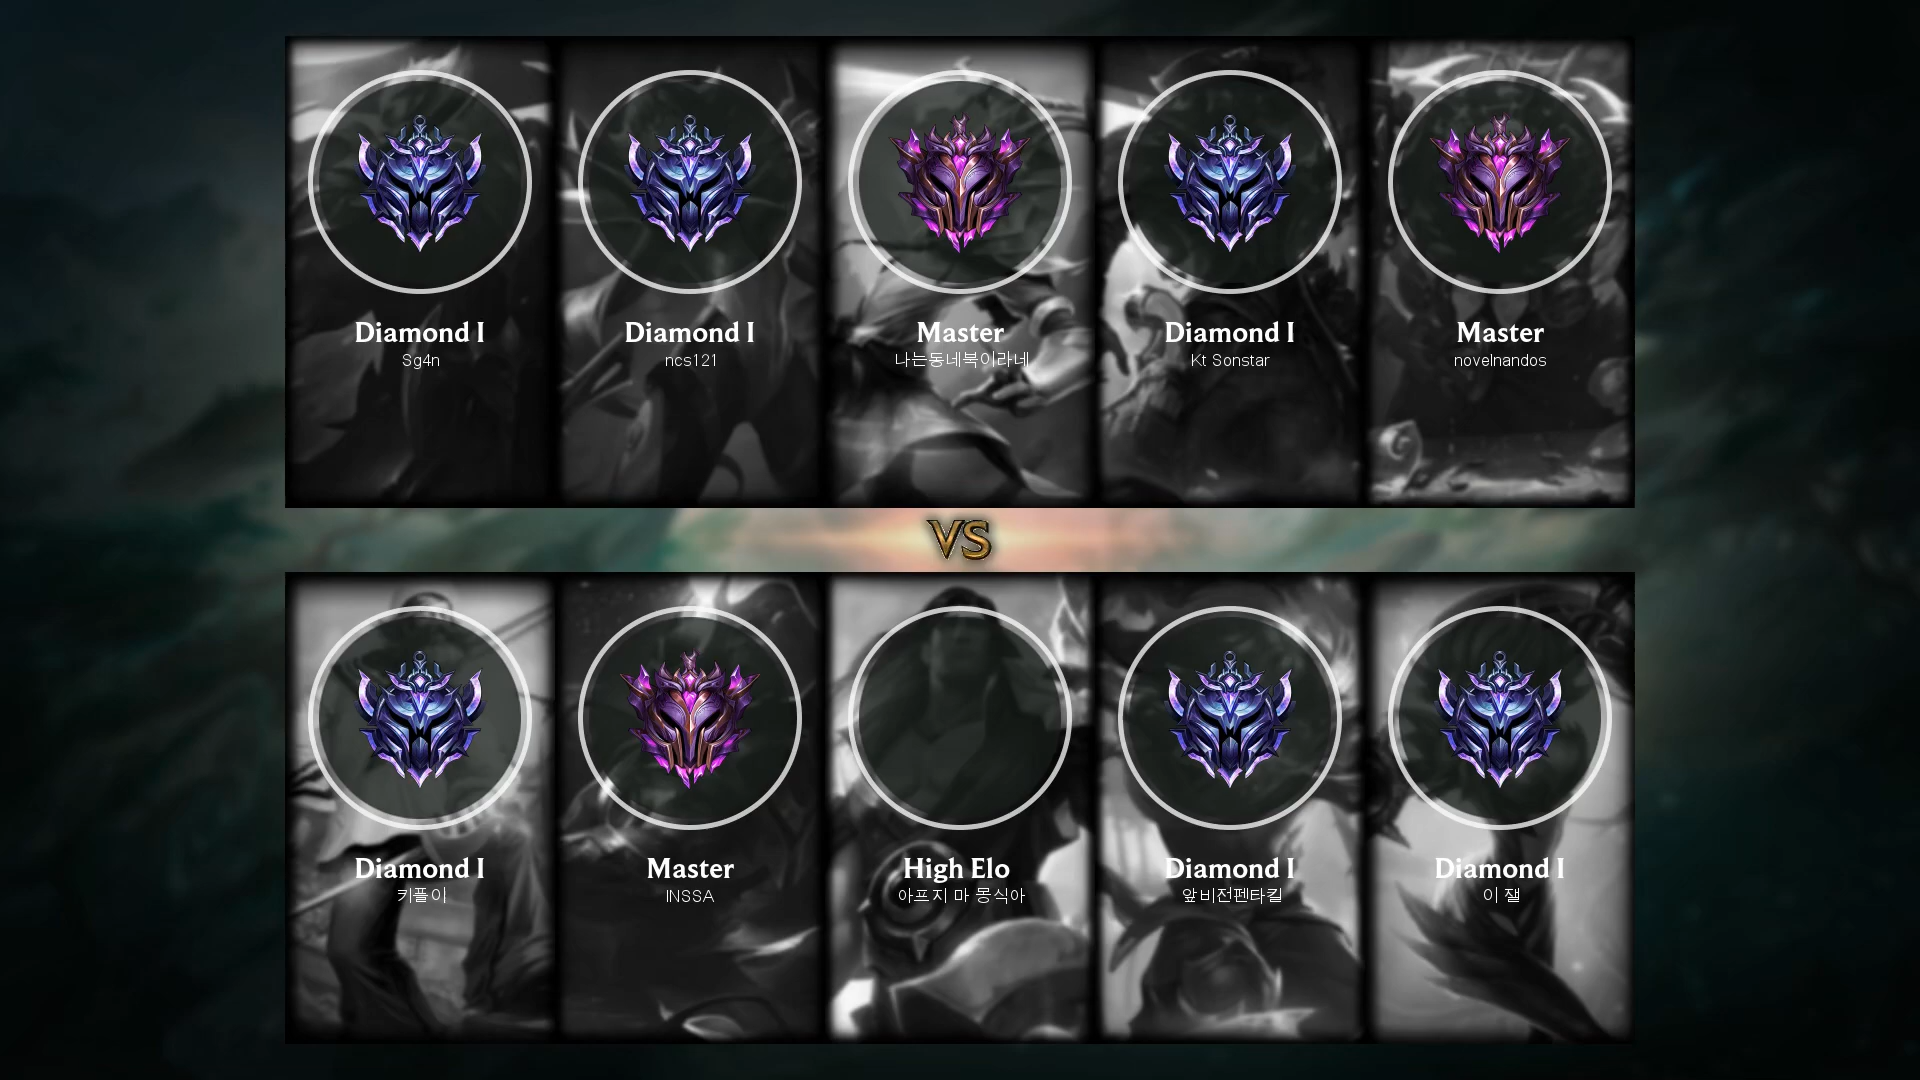 Diamond I
Sg4n
Diamond I
ncs121
Master
나는동네북이라네
Diamond I
Kt Sonstar
Master
novelnandos
VS
Diamond I
키플이
Master
INSSA
High Elo
아프지 마 몽식아
Diamond I
앞비전펜타킬
Diamond I
이 잴